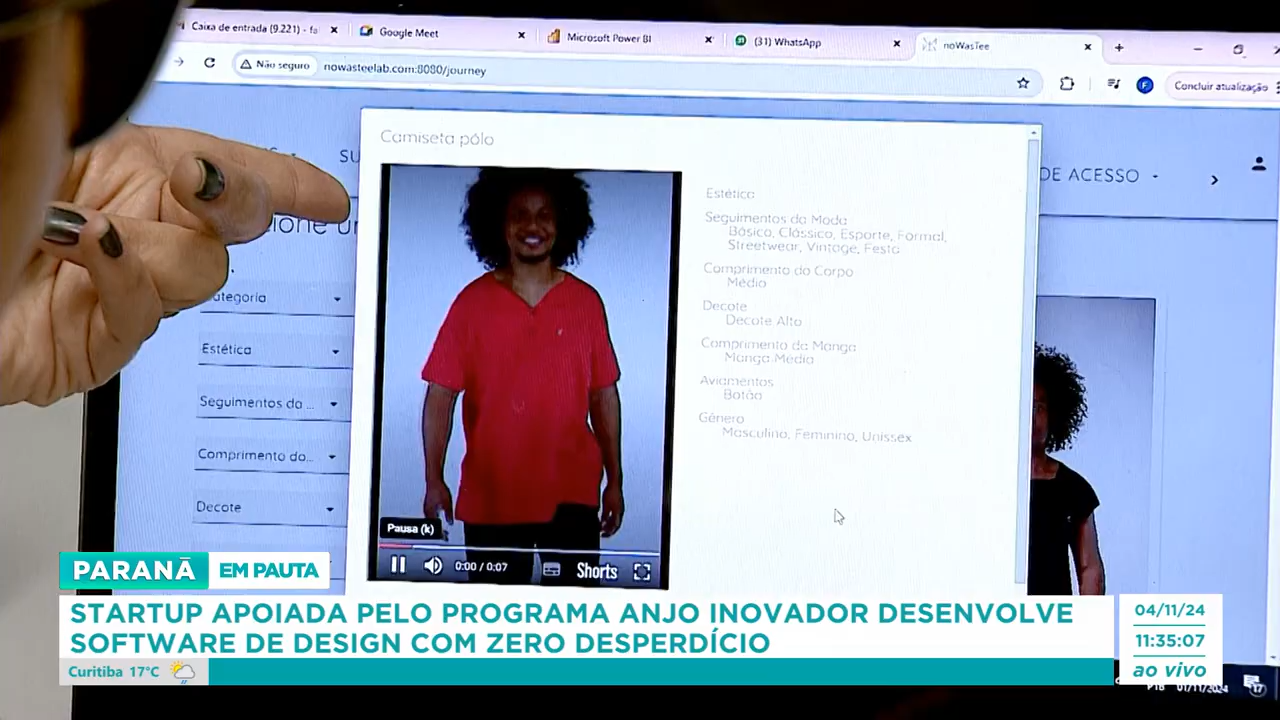 Caixa de entrada (9.221) - fa
Google Meet
Microsoft Power BI
(31) WhatsApp
noWasTee
Não seguro
nowasteelab.com:8080/journey
Concluir atualização
SU
DE ACESSO
Camiseta pólo
Estética
Seguimentos da Moda
Básico, Clássico, Esporte, Formal,
Streetwear, Vintage, Festa
Comprimento do Corpo
Médio
Decote
Decote Alto
Comprimento da Manga
Manga Média
Aviamentos
Botão
Gênero
Masculino, Feminino, Unissex
ategoria
Estética
Seguimentos da ...
Comprimento do...
Decote
Pausa (k)
0:00 / 0:07
Shorts
PARANÁ
EM PAUTA
STARTUP APOIADA PELO PROGRAMA ANJO INOVADOR DESENVOLVE
SOFTWARE DE DESIGN COM ZERO DESPERDÍCIO
Curitiba 17°C
04/11/24
11:35:07
ao vivo
01/11/2024
17